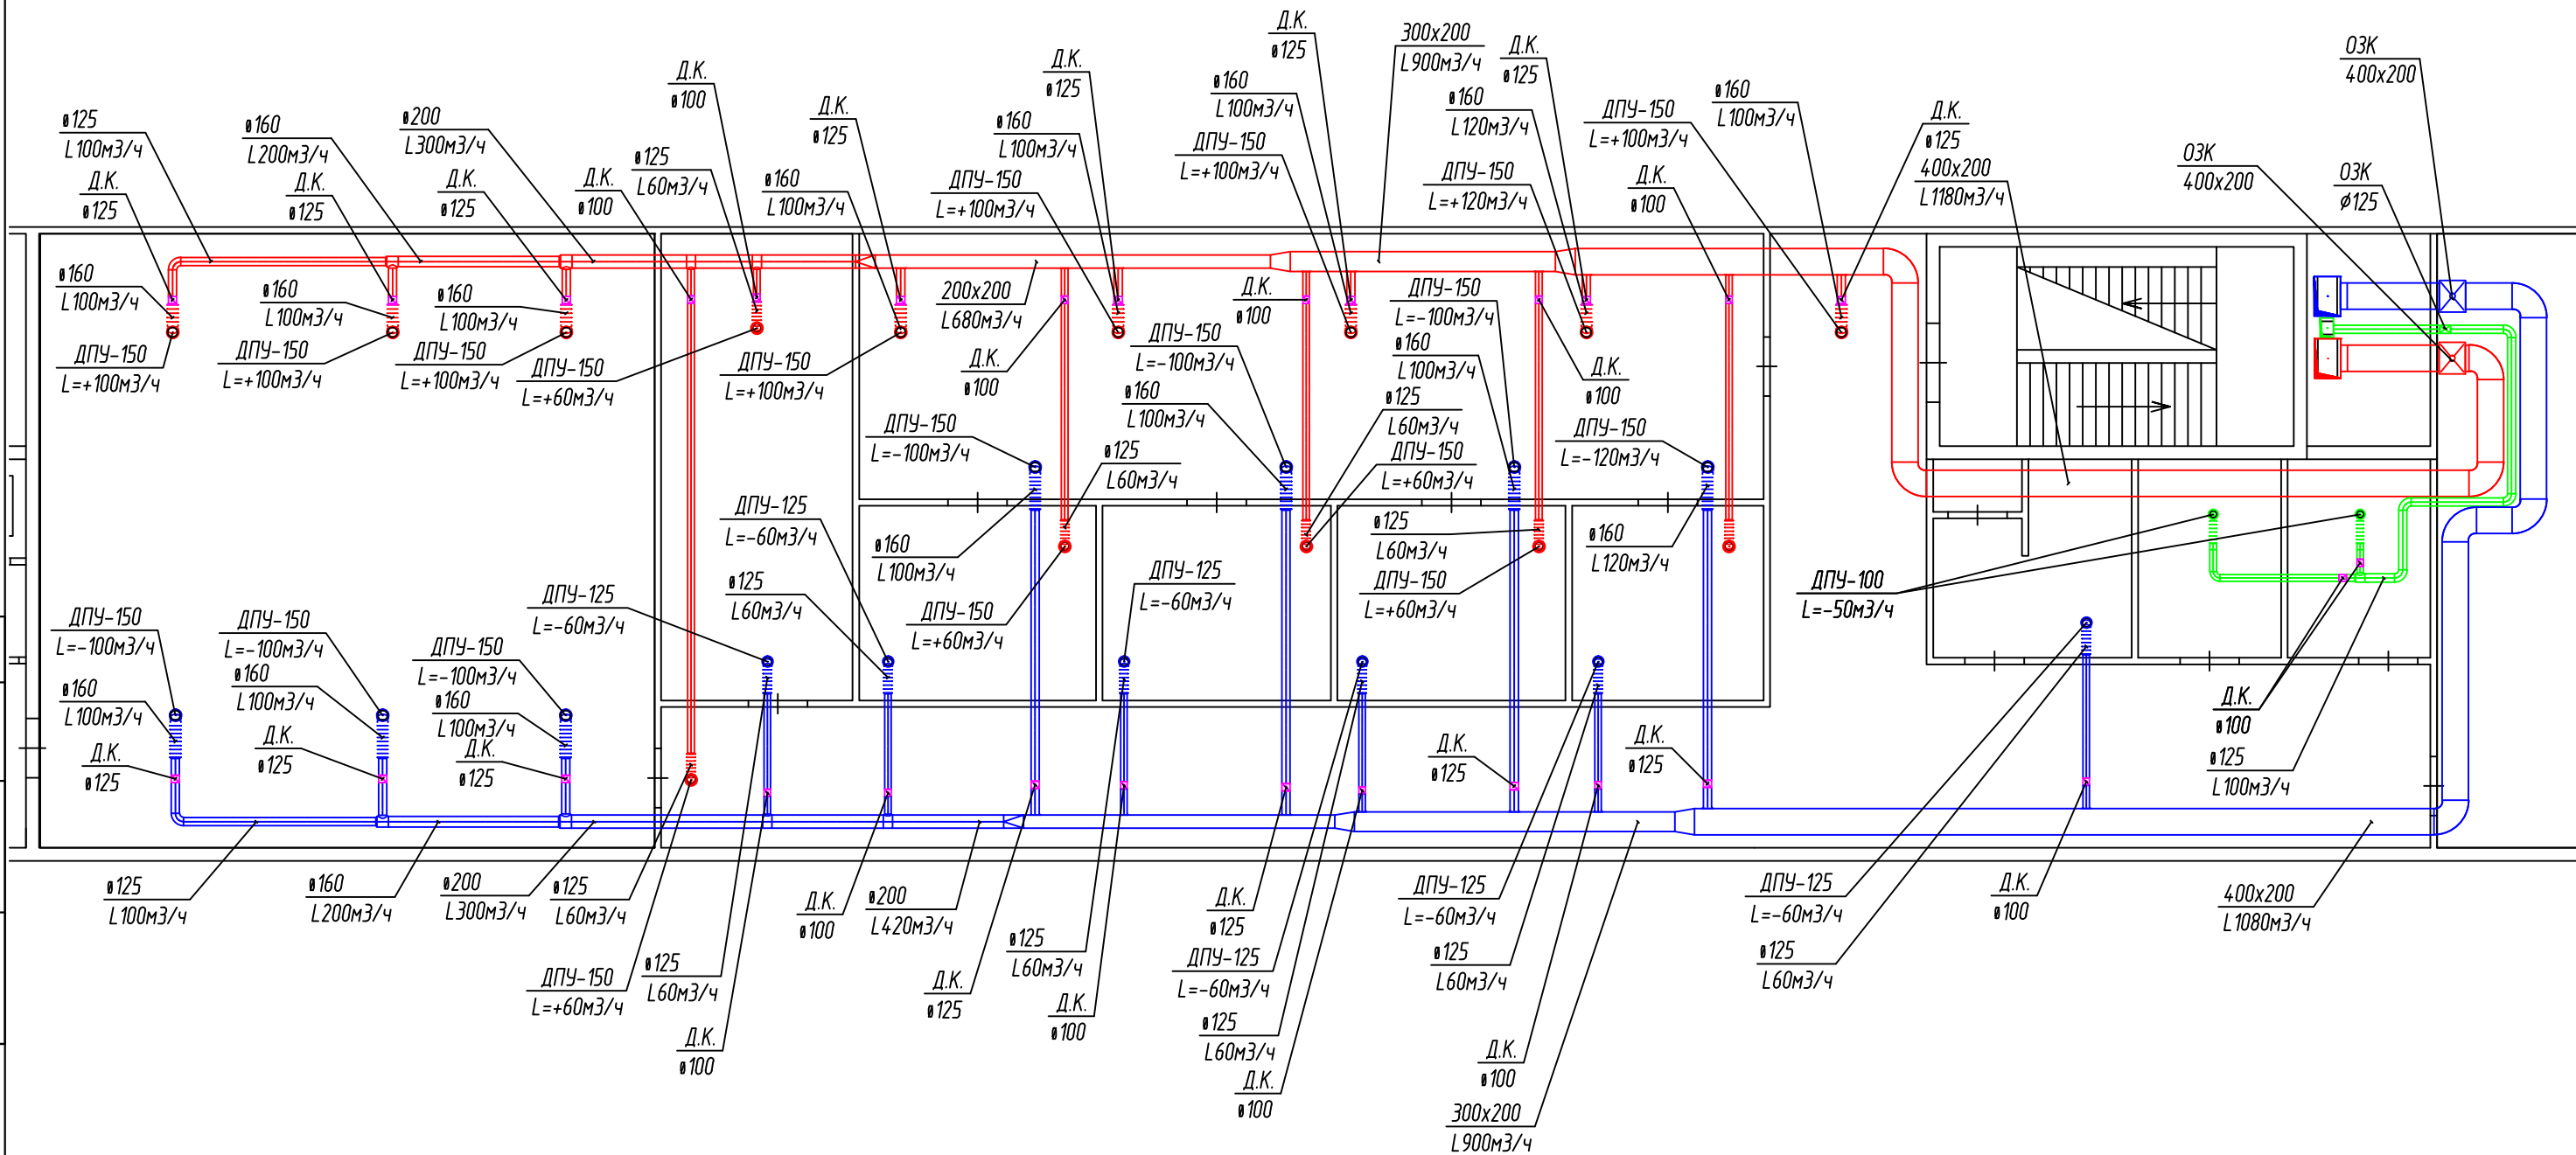 Д.К.
ø125
300х200
L900м3/ч
Д.К.
ø125
ОЗК
400х200
Д.К.
ø125
Д.К.
ø100
ø160
L100м3/ч
ø160
L120м3/ч
ДПУ-150
L=+100м3/ч
ø160
L100м3/ч
Д.К.
ø125
ø125
L100м3/ч
ø160
L200м3/ч
ø200
L300м3/ч
Д.К.
ø125
ø160
L100м3/ч
ДПУ-150
L=+100м3/ч
ø125
L60м3/ч
ОЗК
400х200
400х200
L1180м3/ч
ОЗК
Ø125
Д.К.
ø125
Д.К.
ø125
Д.К.
ø125
Д.К.
ø100
ø160
L100м3/ч
ДПУ-150
L=+100м3/ч
ДПУ-150
L=+120м3/ч
Д.К.
ø100
ø160
L100м3/ч
ø160
L100м3/ч
ø160
L100м3/ч
200х200
L680м3/ч
Д.К.
ø100
ДПУ-150
L=-100м3/ч
ДПУ-150
L=+100м3/ч
ДПУ-150
L=+100м3/ч
ДПУ-150
L=+100м3/ч
ДПУ-150
L=+60м3/ч
ДПУ-150
L=+100м3/ч
Д.К.
ø100
ДПУ-150
L=-100м3/ч
ø160
L100м3/ч
Д.К.
ø100
ø160
L100м3/ч
ø125
L60м3/ч
ДПУ-150
L=-100м3/ч
ø125
L60м3/ч
ДПУ-150
L=+60м3/ч
ДПУ-150
L=-120м3/ч
ДПУ-125
L=-60м3/ч
ø160
L100м3/ч
ø125
L60м3/ч
ø160
L120м3/ч
ДПУ-125
L=-60м3/ч
ø125
L60м3/ч
ДПУ-150
L=+60м3/ч
ДПУ-125
L=-60м3/ч
ДПУ-150
L=+60м3/ч
ДПУ-100
L=-50м3/ч
ДПУ-150
L=-100м3/ч
ДПУ-150
L=-100м3/ч
ДПУ-150
L=-100м3/ч
ø160
L100м3/ч
ø160
L100м3/ч
ø160
L100м3/ч
Д.К.
ø125
Д.К.
ø125
Д.К.
ø125
Д.К.
ø125
Д.К.
ø125
Д.К.
ø100
ø125
L100м3/ч
ø125
L100м3/ч
ø160
L200м3/ч
ø200
L300м3/ч
ø125
L60м3/ч
Д.К.
ø100
ø200
L420м3/ч
Д.К.
ø125
ДПУ-125
L=-60м3/ч
ДПУ-125
L=-60м3/ч
Д.К.
ø100
400х200
L1080м3/ч
ДПУ-150
L=+60м3/ч
ø125
L60м3/ч
Д.К.
ø125
ø125
L60м3/ч
ДПУ-125
L=-60м3/ч
ø125
L60м3/ч
ø125
L60м3/ч
Д.К.
ø100
Д.К.
ø100
ø125
L60м3/ч
Д.К.
ø100
Д.К.
ø100
300х200
L900м3/ч